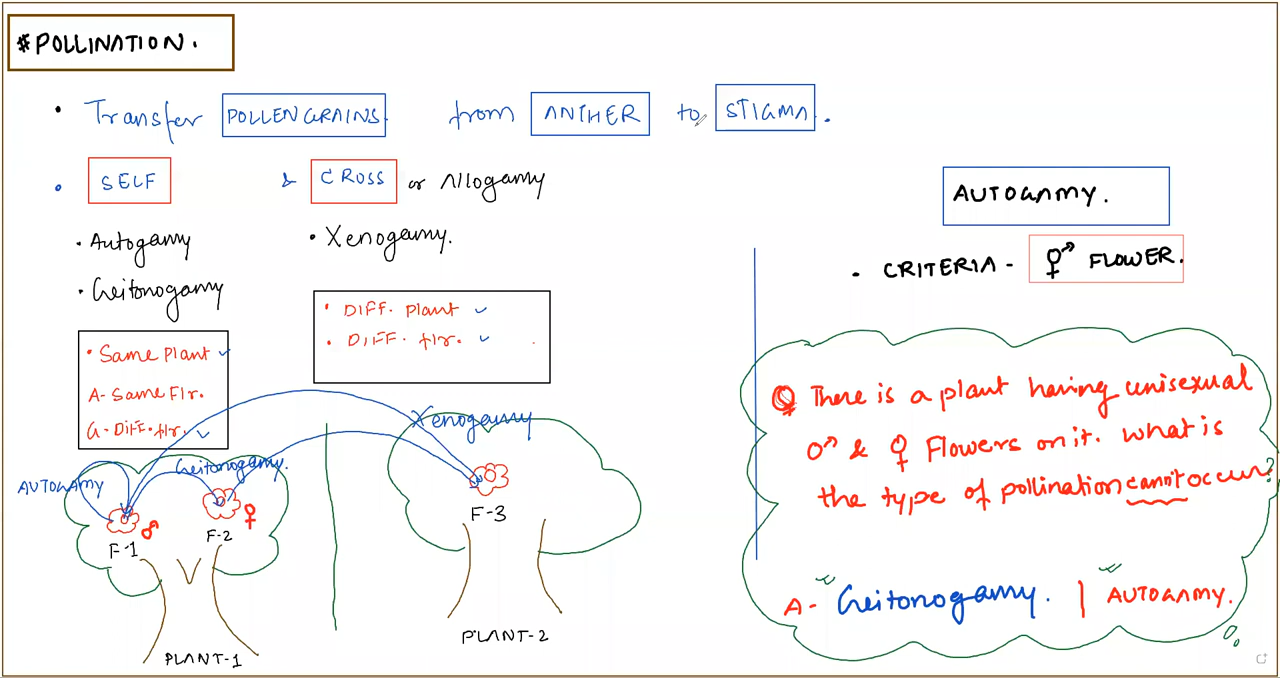 *POLLINATION.
• Transfer POLLENGRAINS. from ANTHER to STIGMA.
• SELF & CROSS or Allogamy
• Autogamy
• Geitonogamy
• Xenogamy.
• Same Plant ✓
A- Same Flr.
G- Diff. flr. ✓
• DIFF. Plant ✓
• DIFF. flr. ✓
AUTOGAMY
Geitonogamy.
Xenogamy
F-1 ♂
F-2 ♀
F-3
PLANT-1
PLANT-2
AUTOGAMY.
• CRITERIA - ⚥ FLOWER.
Q There is a plant having unisexual
♂ & ♀ Flowers on it. What is
the type of pollination cannot occur?
A- Geitonogamy. | AUTOGAMY.